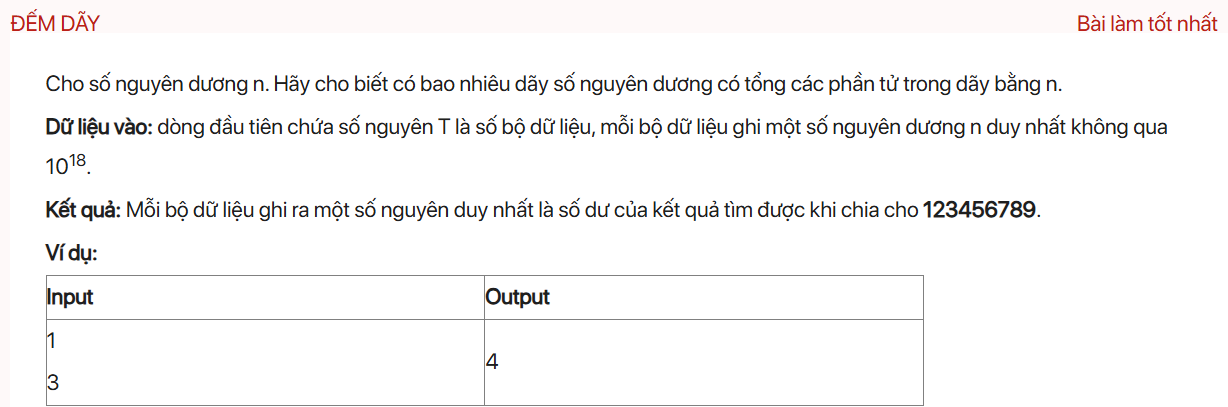 ĐẾM DÃY
Bài làm tốt nhất
Cho số nguyên dương n. Hãy cho biết có bao nhiêu dãy số nguyên dương có tổng các phần tử trong dãy bằng n.
Dữ liệu vào: dòng đầu tiên chứa số nguyên T là số bộ dữ liệu, mỗi bộ dữ liệu ghi một số nguyên dương n duy nhất không qua
10^18.
Kết quả: Mỗi bộ dữ liệu ghi ra một số nguyên duy nhất là số dư của kết quả tìm được khi chia cho 123456789.
Ví dụ:
Input
Output
1
3
4